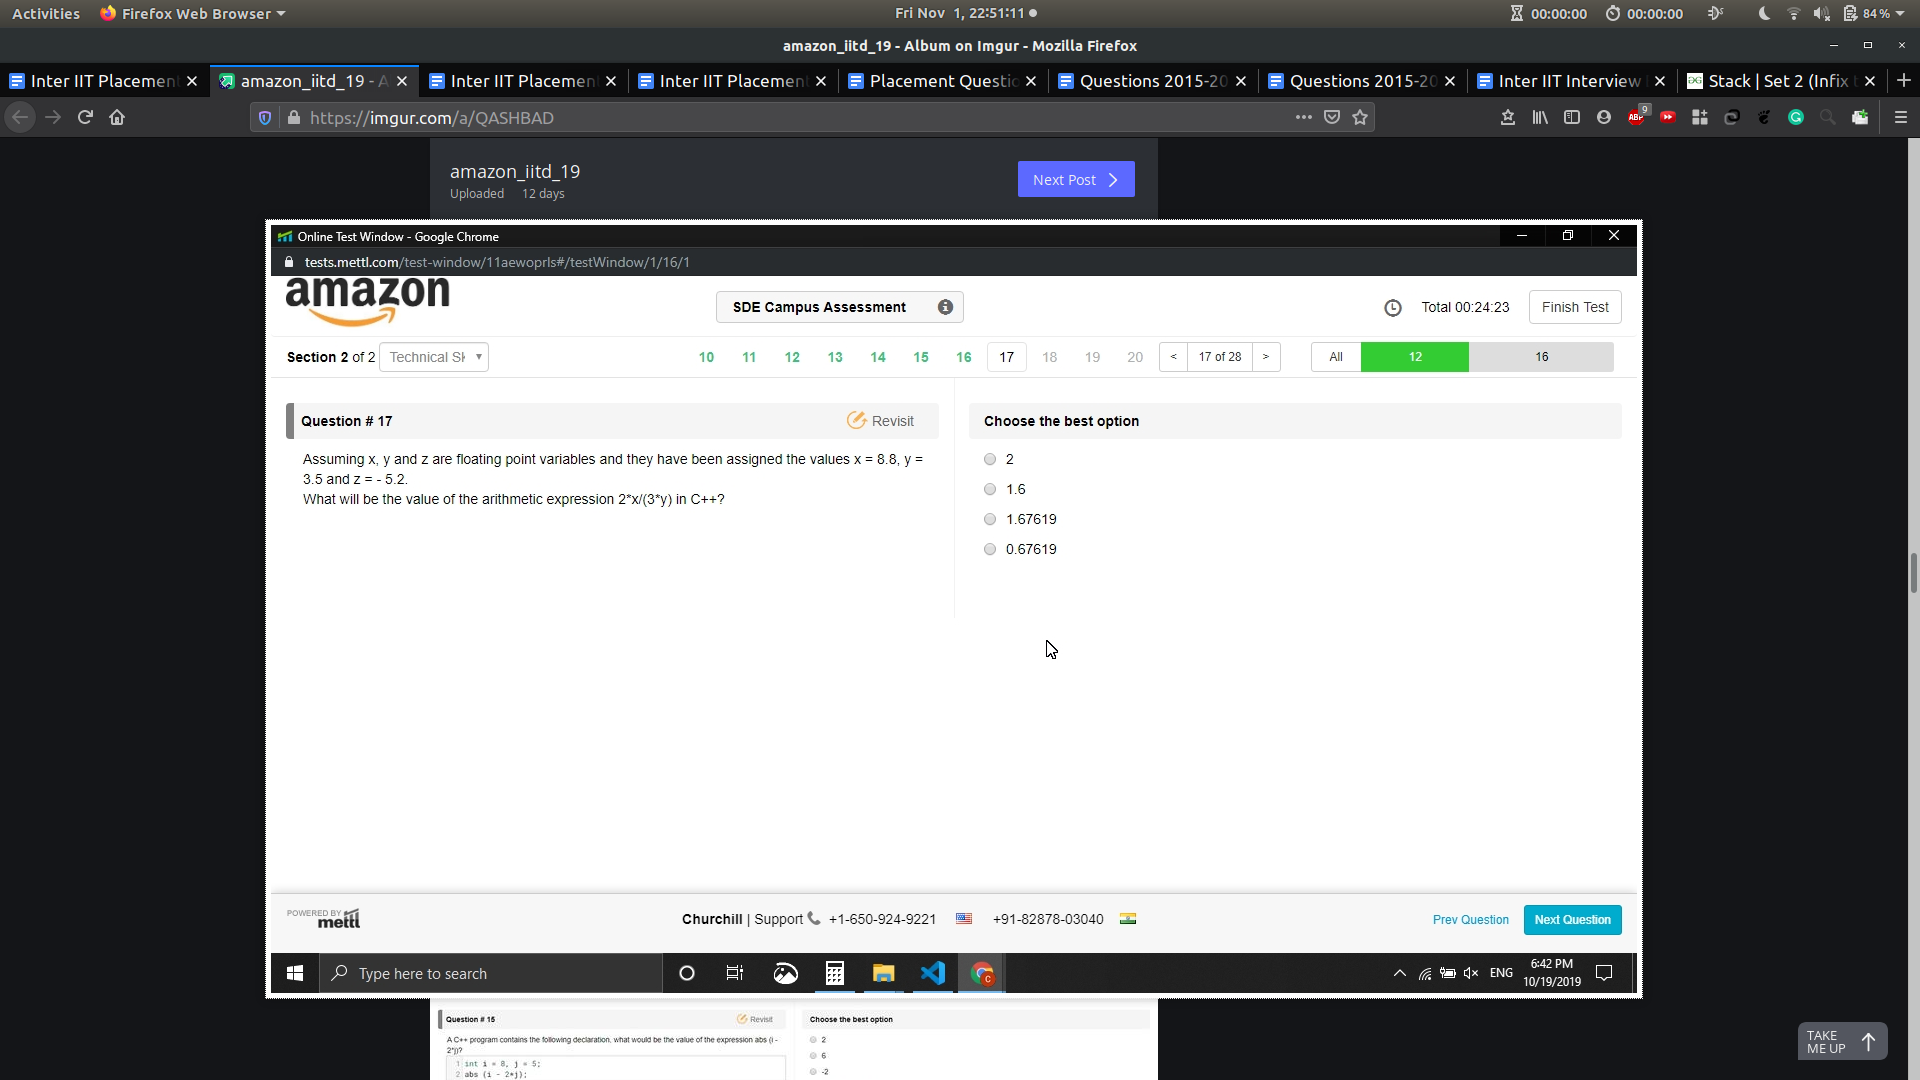 Activities Firefox Web Browser Fri Nov 1, 22:51:11 00:00:00 00:00:00 84 %
amazon_iitd_19 - Album on Imgur - Mozilla Firefox
Inter IIT Placemen amazon_iitd_19 - A Inter IIT Placemen Inter IIT Placemen Placement Questio Questions 2015-20 Questions 2015-20 Inter IIT Interview Stack | Set 2 (Infix t
https://imgur.com/a/QASHBAD ABP 9
amazon_iitd_19
Uploaded 12 days
Next Post
Online Test Window - Google Chrome
tests.mettl.com/test-window/11aewoprls#/testWindow/1/16/1
amazon
SDE Campus Assessment
Total 00:24:23 Finish Test
Section 2 of 2 Technical Sk 10 11 12 13 14 15 16 17 18 19 20 < 17 of 28 > All 12 16
Question # 17 Revisit
Assuming x, y and z are floating point variables and they have been assigned the values x = 8.8, y =
3.5 and z = - 5.2.
What will be the value of the arithmetic expression 2*x/(3*y) in C++?
Choose the best option
2
1.6
1.67619
0.67619
POWERED BY
mettl
Churchill | Support +1-650-924-9221 +91-82878-03040
Prev Question Next Question
Type here to search
ENG 6:42 PM
10/19/2019
Question # 15 Revisit
A C++ program contains the following declaration, what would be the value of the expression abs (i -
2*j)?
1 int i = 8, j = 5;
2 abs (i - 2*j);
Choose the best option
2
6
-2
TAKE
ME UP